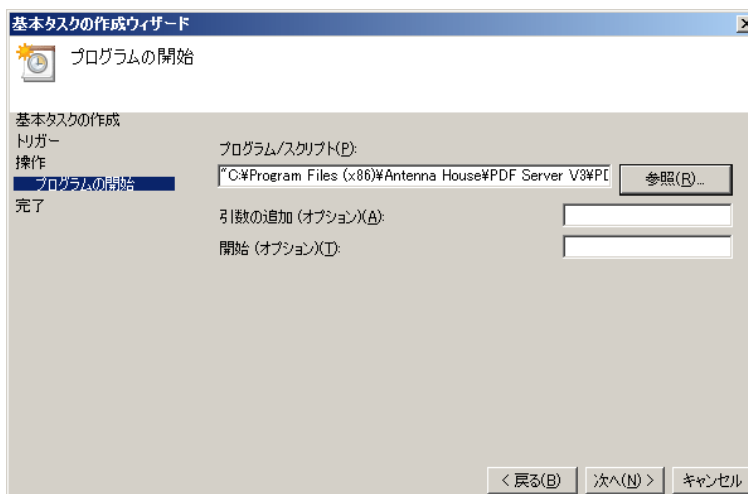 基本タスクの作成ウィザード
プログラムの開始
基本タスクの作成
トリガー
操作
プログラムの開始
完了
プログラム/スクリプト(P):
"C:¥Program Files (x86)¥Antenna House¥PDF Server V3¥PD
参照(R)...
引数の追加 (オプション)(A):
開始 (オプション)(T):
< 戻る(B)
次へ(N) >
キャンセル